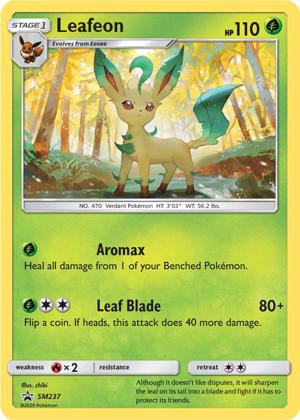 STAGE 1 Leafeon HP 110
Evolves from Eevee
NO. 470 Verdant Pokémon HT: 3'03" WT: 56.2 lbs.
Aromax
Heal all damage from 1 of your Benched Pokémon.
Leaf Blade 80+
Flip a coin. If heads, this attack does 40 more damage.
weakness ×2 resistance retreat
Illus. chibi
SM237
©2020 Pokémon
Although it doesn't dislike disputes, it will sharpen
the leaf on its tail into a blade and fight if it has to
protect its friends.